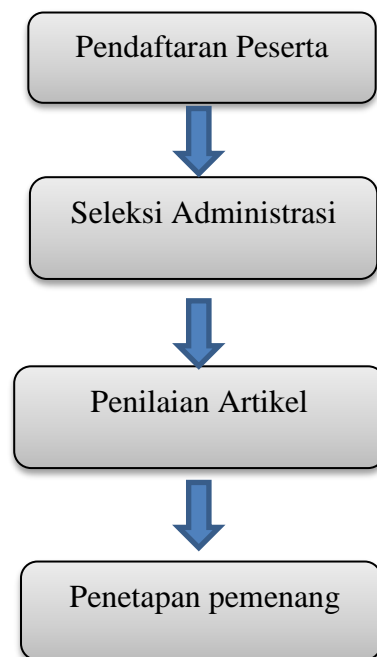 Pendaftaran Peserta
Seleksi Administrasi
Penilaian Artikel
Penetapan pemenang